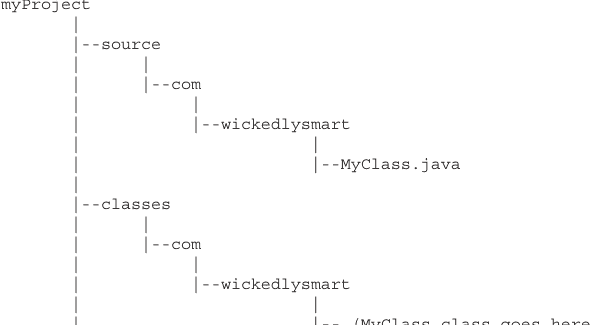 myProject
|
|--source
| |
| |--com
| |
| |--wickedlysmart
| |
| |--MyClass.java
|
|--classes
| |
| |--com
| |
| |--wickedlysmart
| |
| |-- (MyClass.class goes here